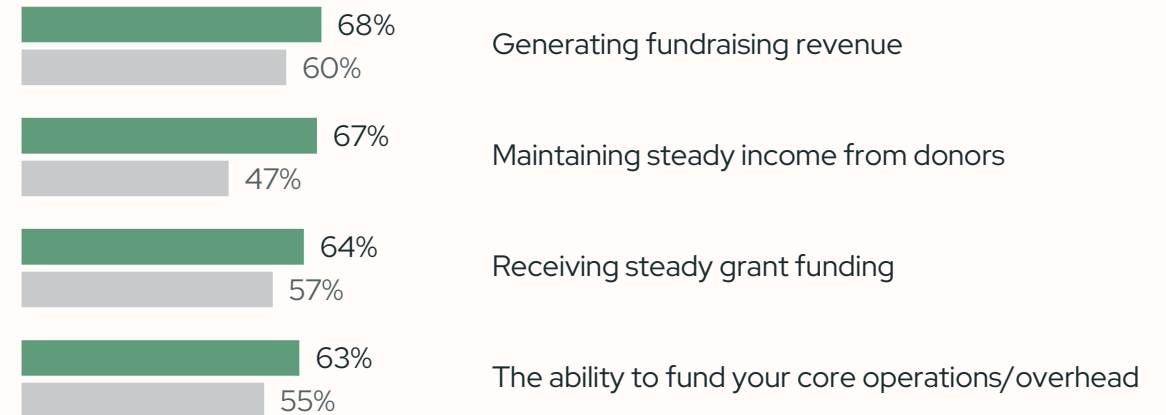 68%
60%
Generating fundraising revenue
67%
47%
Maintaining steady income from donors
64%
57%
Receiving steady grant funding
63%
55%
The ability to fund your core operations/overhead